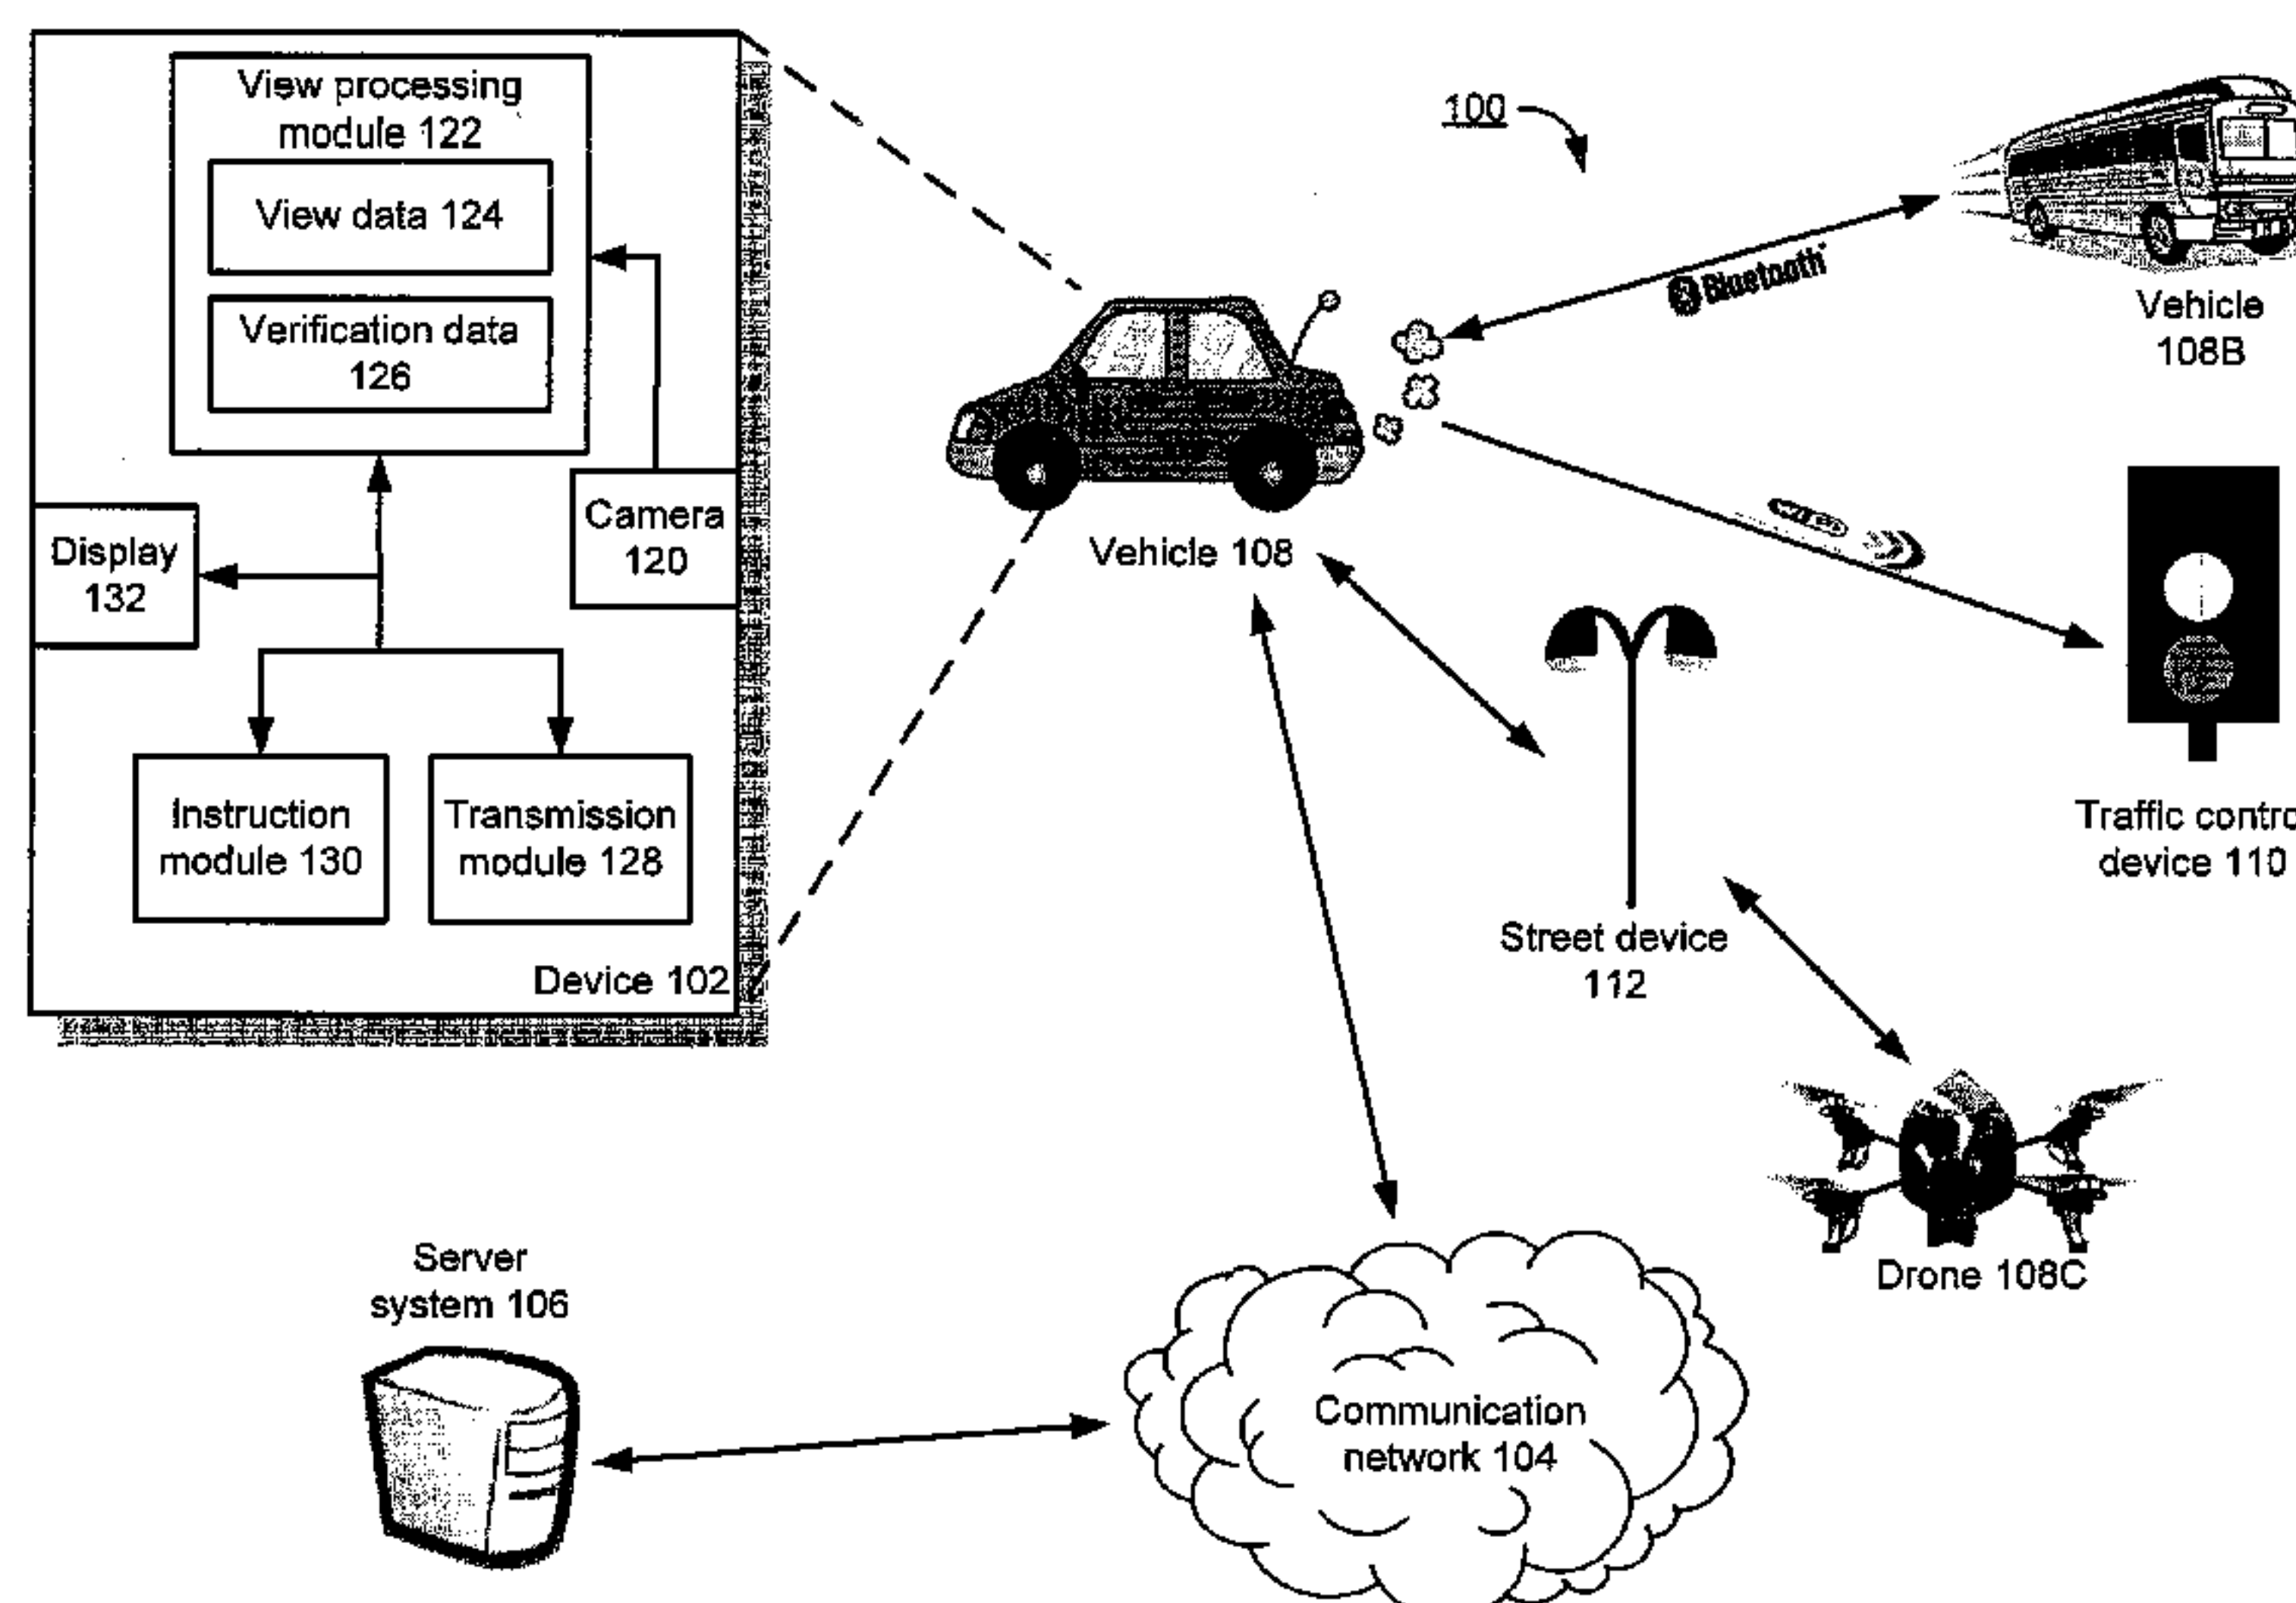 View processing
module 122
View data 124
Verification data
126
Camera
120
Display
132
Instruction
module 130
Transmission
module 128
Device 102
100
Bluetooth
Vehicle
108B
Vehicle 108
Traffic contro
device 110
Street device
112
Drone 108C
Server
system 106
Communication
network 104